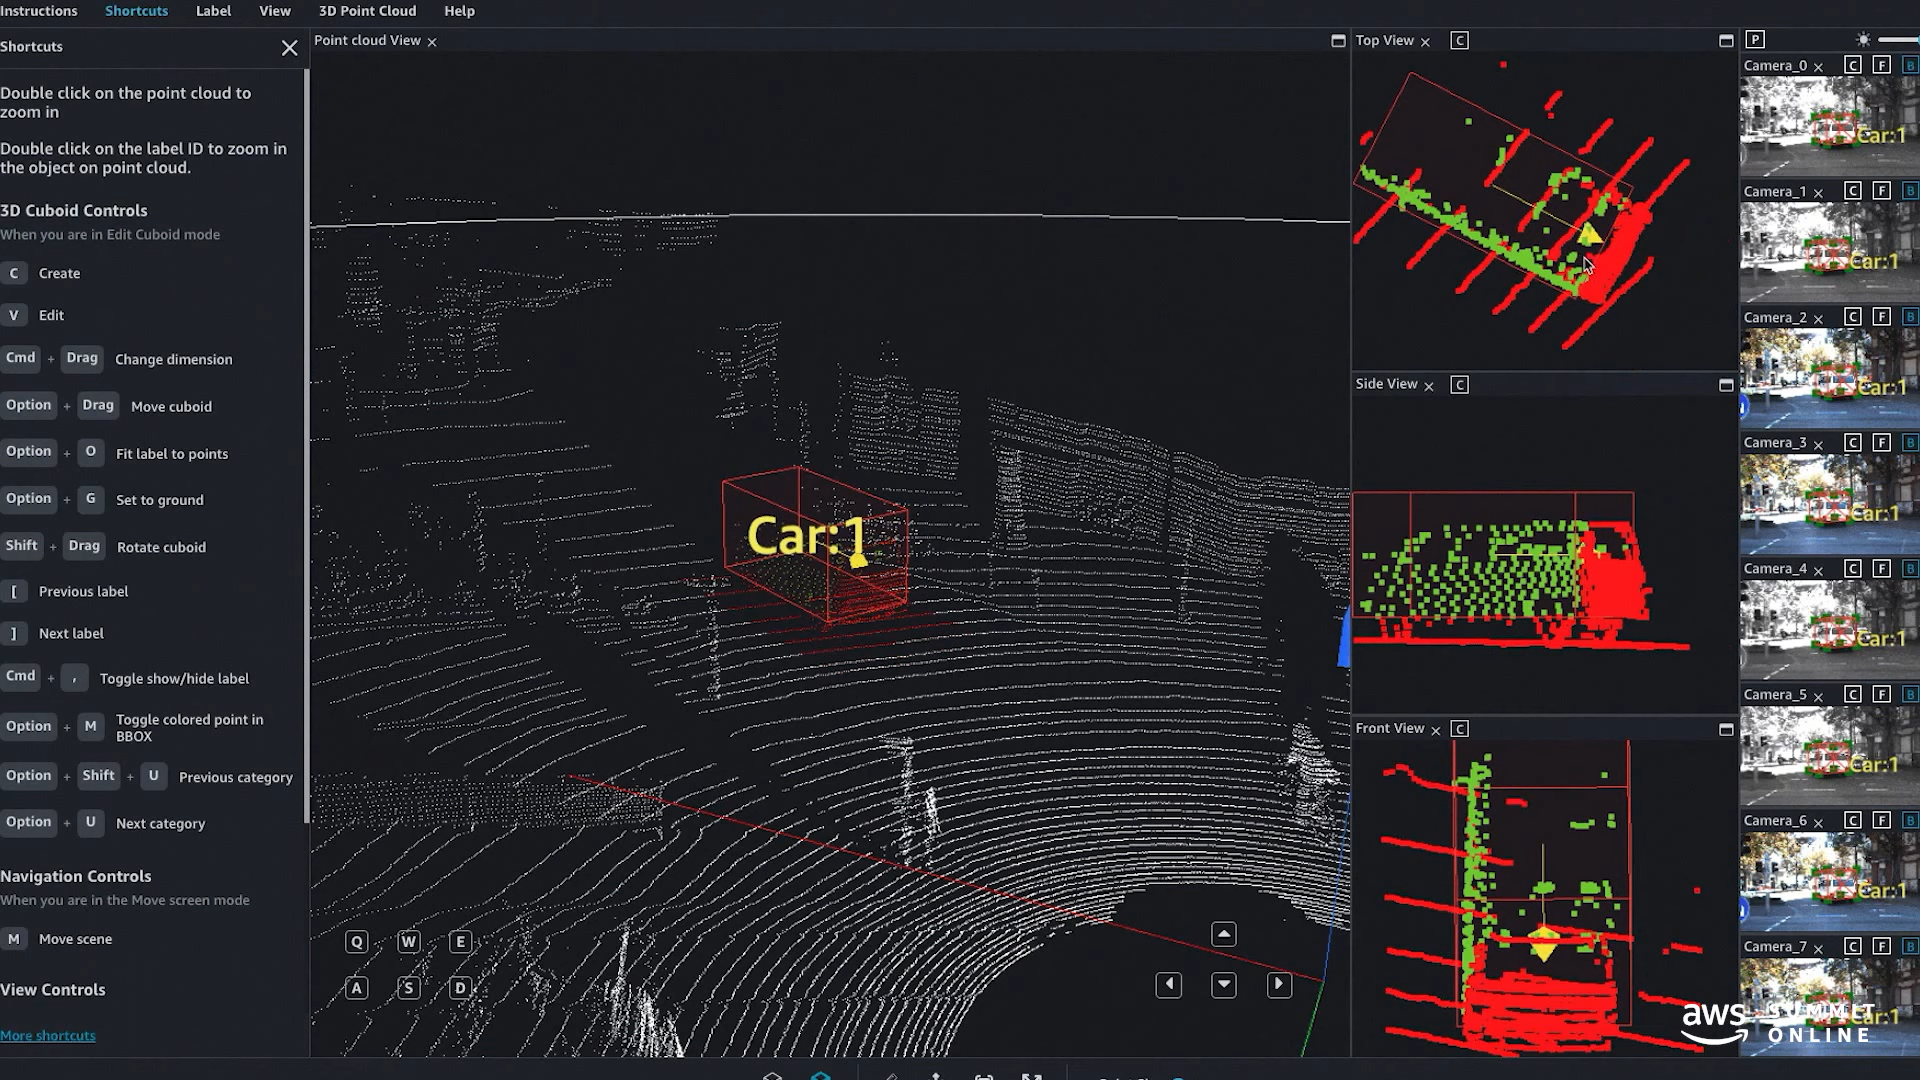 Instructions
Shortcuts
Label
View
3D Point Cloud
Help
Shortcuts
Double click on the point cloud to
zoom in
Double click on the label ID to zoom in
the object on point cloud.
3D Cuboid Controls
When you are in Edit Cuboid mode
C Create
V Edit
Cmd + Drag Change dimension
Option + Drag Move cuboid
Option + O Fit label to points
Option + G Set to ground
Shift + Drag Rotate cuboid
[ Previous label
] Next label
Cmd + , Toggle show/hide label
Option + M Toggle colored point in
BBOX
Option + Shift + U Previous category
Option + U Next category
Navigation Controls
When you are in the Move screen mode
M Move scene
View Controls
More shortcuts
Point cloud View
Car:1
Q W E
A S D
Top View C
Side View C
Front View C
P
Camera_0 C F B
Car:1
Camera_1 C F B
Car:1
Camera_2 C F B
Car:1
Camera_3 C F B
Car:1
Camera_4 C F B
Car:1
Camera_5 C F B
Car:1
Camera_6 C F B
Car:1
Camera_7 C F B
Car:1
aws SUMMIT
ONLINE